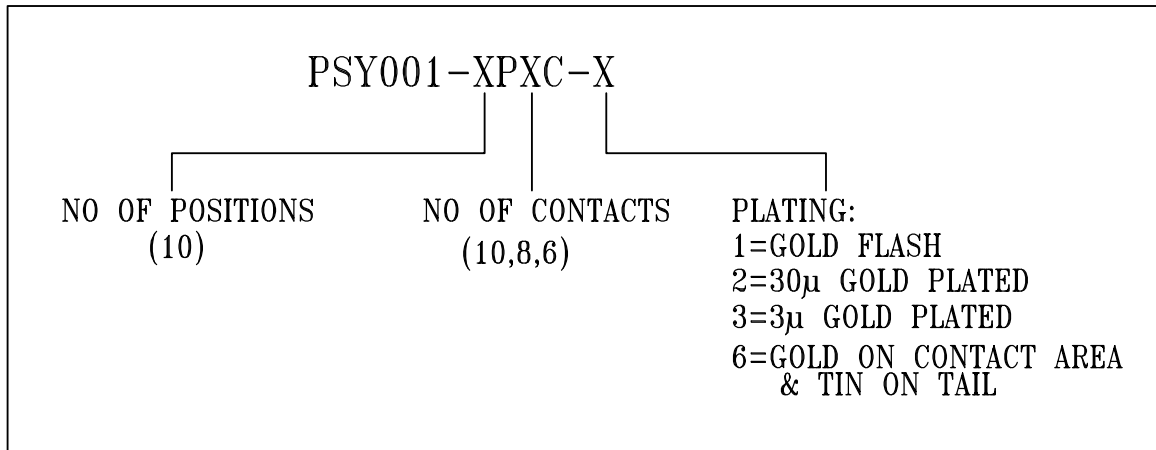 PSY001-XPXC-X
NO OF POSITIONS
(10)
NO OF CONTACTS
(10,8,6)
PLATING:
1=GOLD FLASH
2=30µ GOLD PLATED
3=3µ GOLD PLATED
6=GOLD ON CONTACT AREA
& TIN ON TAIL